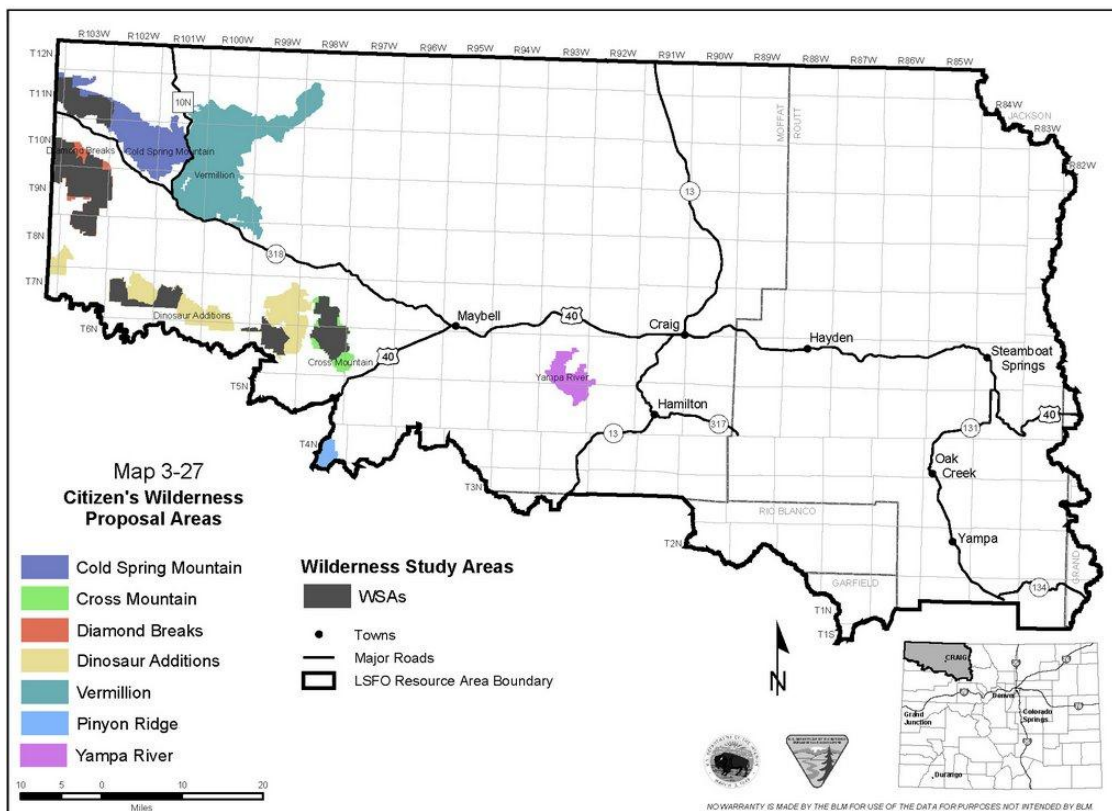 R103W R102W R101W R100W R99W R98W R97W R96W R95W R94W R93W R92W R91W R90W R89W R88W R87W R86W R85W
T12N
T11N
R84W
JACKSON
R83W
10N
MOFFAT
ROUTT
T10N
Diamond Breaks
Cold Spring Mountain
R82W
Vermillion
T9N
13
T8N
318
T7N
Dinosaur Additions
T6N
Maybell
40
Craig
Hayden
Steamboat
Springs
Cross Mountain
40
Yampa River
T5N
Hamilton
317
13
131
40
T4N
Oak
Creek
T3N
RIO BLANCO
T2N
Yampa
GRAND
GARFIELD
134
T1N
T1S
Map 3-27
Citizen's Wilderness
Proposal Areas
Cold Spring Mountain
Cross Mountain
Diamond Breaks
Dinosaur Additions
Vermillion
Pinyon Ridge
Yampa River
Wilderness Study Areas
WSAs
Towns
Major Roads
LSFO Resource Area Boundary
N
CRAIG
Denver
Grand
Junction
Colorado
Springs
Durango
10 5 0 10 20
Miles
NO WARRANTY IS MADE BY THE BLM FOR USE OF THE DATA FOR PURPOSES NOT INTENDED BY BLM.